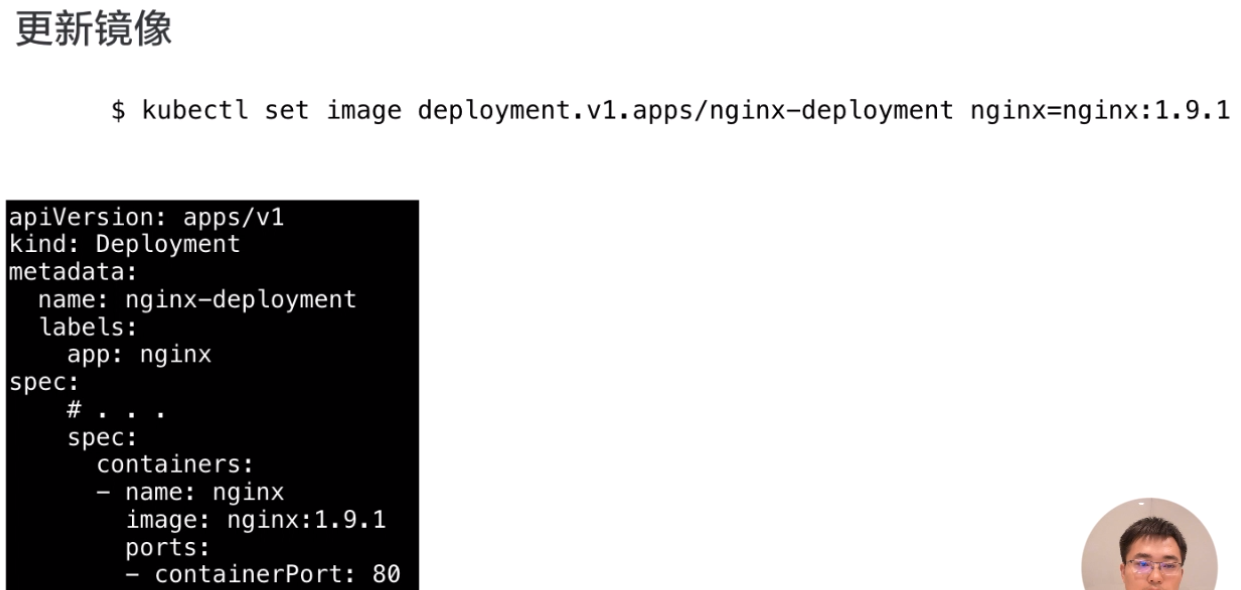 更新镜像
$ kubectl set image deployment.v1.apps/nginx-deployment nginx=nginx:1.9.1
apiVersion: apps/v1
kind: Deployment
metadata:
  name: nginx-deployment
  labels:
    app: nginx
spec:
    # . . .
    spec:
      containers:
      - name: nginx
        image: nginx:1.9.1
        ports:
        - containerPort: 80